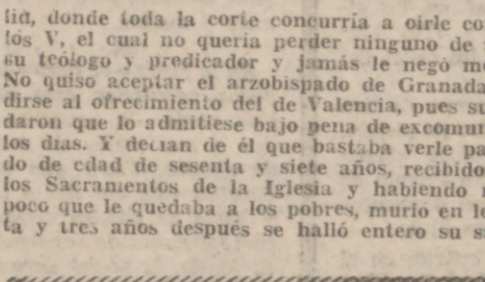 lid, donde toda la corte concurría a oirle co
los V, el cual no quería perder ninguno de
su teólogo y predicador y jamás le negó m
No quiso aceptar el arzobispado de Granada
dirse al ofrecimiento del de Valencia, pues su
daron que lo admitiese bajo pena de excomu
los días. Y decían de él que bastaba verle pa
do de edad de sesenta y siete años, recibido
los Sacramentos de la Iglesia y habiendo
poco que le quedaba a los pobres, murio en l
ta y tres años después se halló entero su s